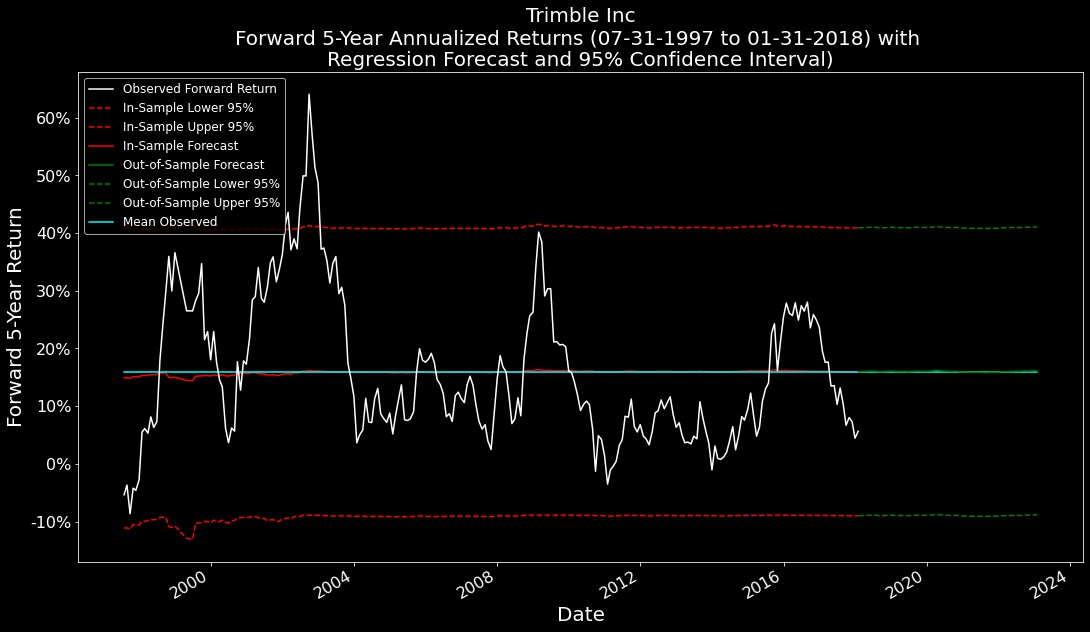 Trimble Inc
Forward 5-Year Annualized Returns (07-31-1997 to 01-31-2018) with
Regression Forecast and 95% Confidence Interval)
Forward 5-Year Return
60%
50%
40%
30%
20%
10%
0%
-10%
Observed Forward Return
In-Sample Lower 95%
In-Sample Upper 95%
In-Sample Forecast
Out-of-Sample Forecast
Out-of-Sample Lower 95%
Out-of-Sample Upper 95%
Mean Observed
2000
2004
2008
2012
2016
2020
2024
Date